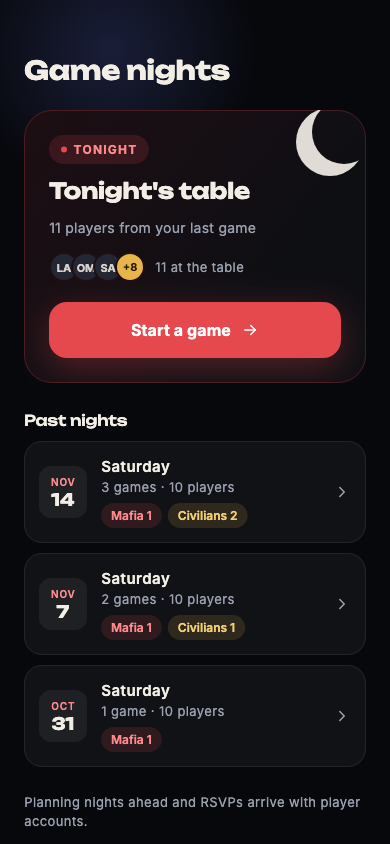 Game nights
TONIGHT
Tonight's table
11 players from your last game
LA OM SA +8 11 at the table
Start a game →
Past nights
NOV
14
Saturday
3 games · 10 players
Mafia 1 Civilians 2
NOV
7
Saturday
2 games · 10 players
Mafia 1 Civilians 1
OCT
31
Saturday
1 game · 10 players
Mafia 1
Planning nights ahead and RSVPs arrive with player
accounts.